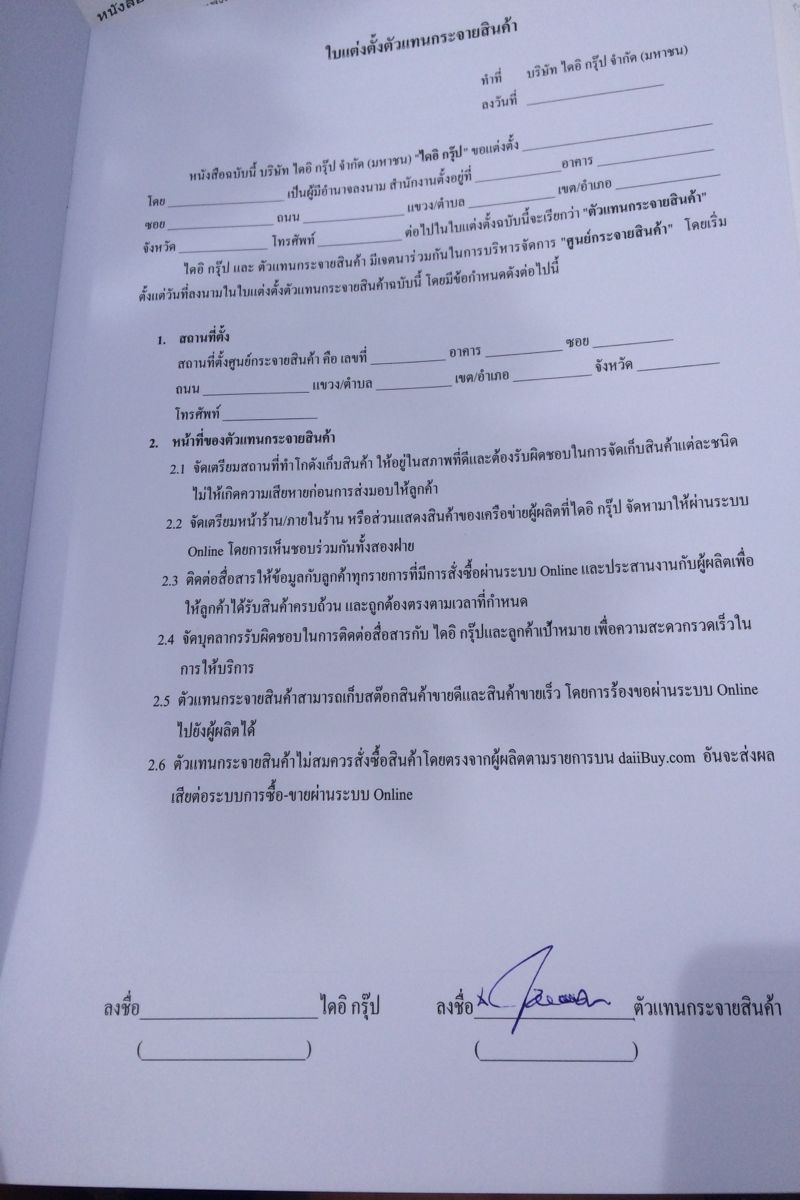 หนังสือ
ใบแต่งตั้งตัวแทนกระจายสินค้า
ทำที่ บริษัท ไดอิ กรุ๊ป จำกัด (มหาชน)
ลงวันที่ ____________________
หนังสือฉบับนี้ บริษัท ไดอิ กรุ๊ป จำกัด (มหาชน) "ไดอิ กรุ๊ป" ขอแต่งตั้ง ____________________
โดย ____________________ เป็นผู้มีอำนาจลงนาม สำนักงานตั้งอยู่ที่ _______________ อาคาร ____________________
ซอย ________________ ถนน ________________ แขวง/ตำบล ________________ เขต/อำเภอ ________________
จังหวัด ______________ โทรศัพท์ ______________ ต่อไปในใบแต่งตั้งฉบับนี้จะเรียกว่า "ตัวแทนกระจายสินค้า"
ไดอิ กรุ๊ป และ ตัวแทนกระจายสินค้า มีเจตนาร่วมกันในการบริหารจัดการ "ศูนย์กระจายสินค้า" โดยเริ่ม
ตั้งแต่วันที่ลงนามในใบแต่งตั้งตัวแทนกระจายสินค้าฉบับนี้ โดยมีข้อกำหนดดังต่อไปนี้
1. สถานที่ตั้ง
สถานที่ตั้งศูนย์กระจายสินค้า คือ เลขที่ ____________ อาคาร ____________ ซอย ____________
ถนน ________________ แขวง/ตำบล ____________ เขต/อำเภอ ____________ จังหวัด ____________
โทรศัพท์ ______________
2. หน้าที่ของตัวแทนกระจายสินค้า
2.1 จัดเตรียมสถานที่ทำโกดังเก็บสินค้า ให้อยู่ในสภาพที่ดีและต้องรับผิดชอบในการจัดเก็บสินค้าแต่ละชนิด
ไม่ให้เกิดความเสียหายก่อนการส่งมอบให้ลูกค้า
2.2 จัดเตรียมหน้าร้าน/ภายในร้าน หรือส่วนแสดงสินค้าของเครือข่ายผู้ผลิตที่ไดอิ กรุ๊ป จัดหามาให้ผ่านระบบ
Online โดยการเห็นชอบร่วมกันทั้งสองฝ่าย
2.3 ติดต่อสื่อสารให้ข้อมูลกับลูกค้าทุกรายการที่มีการสั่งซื้อผ่านระบบ Online และประสานงานกับผู้ผลิตเพื่อ
ให้ลูกค้าได้รับสินค้าครบถ้วน และถูกต้องตรงตามเวลาที่กำหนด
2.4 จัดบุคลากรรับผิดชอบในการติดต่อสื่อสารกับ ไดอิ กรุ๊ปและลูกค้าเป้าหมาย เพื่อความสะดวกรวดเร็วใน
การให้บริการ
2.5 ตัวแทนกระจายสินค้าสามารถเก็บสต๊อกสินค้าขายดีและสินค้าขายเร็ว โดยการร้องขอผ่านระบบ Online
ไปยังผู้ผลิตได้
2.6 ตัวแทนกระจายสินค้าไม่สมควรสั่งซื้อสินค้าโดยตรงจากผู้ผลิตตามรายการบน daiiBuy.com อันจะส่งผล
เสียต่อระบบการซื้อ-ขายผ่านระบบ Online
ลงชื่อ____________________ ไดอิ กรุ๊ป ลงชื่อ____________________ตัวแทนกระจายสินค้า
(____________________) (____________________)